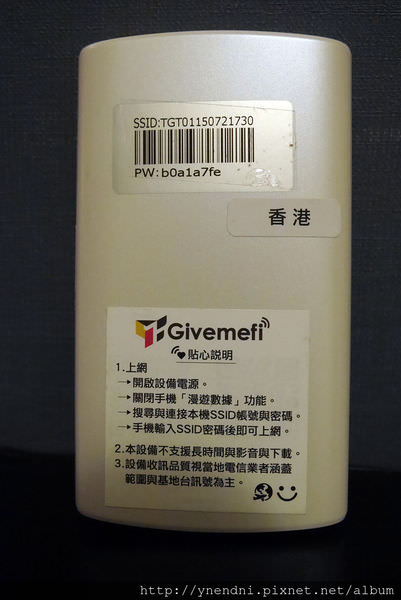 SSID:TGT01150721730
PW:b0a1a7fe
香港
Givemefi
貼心説明
1.上網
→開啟設備電源。
→關閉手機「漫遊數據」功能。
→搜尋與連接本機SSID帳號與密碼。
→手機輸入SSID密碼後即可上網。
2.本設備不支援長時間與影音與下載。
3.設備收訊品質視當地電信業者涵蓋
範圍與基地台訊號為主。
http://ynendni.pixnet.net/album